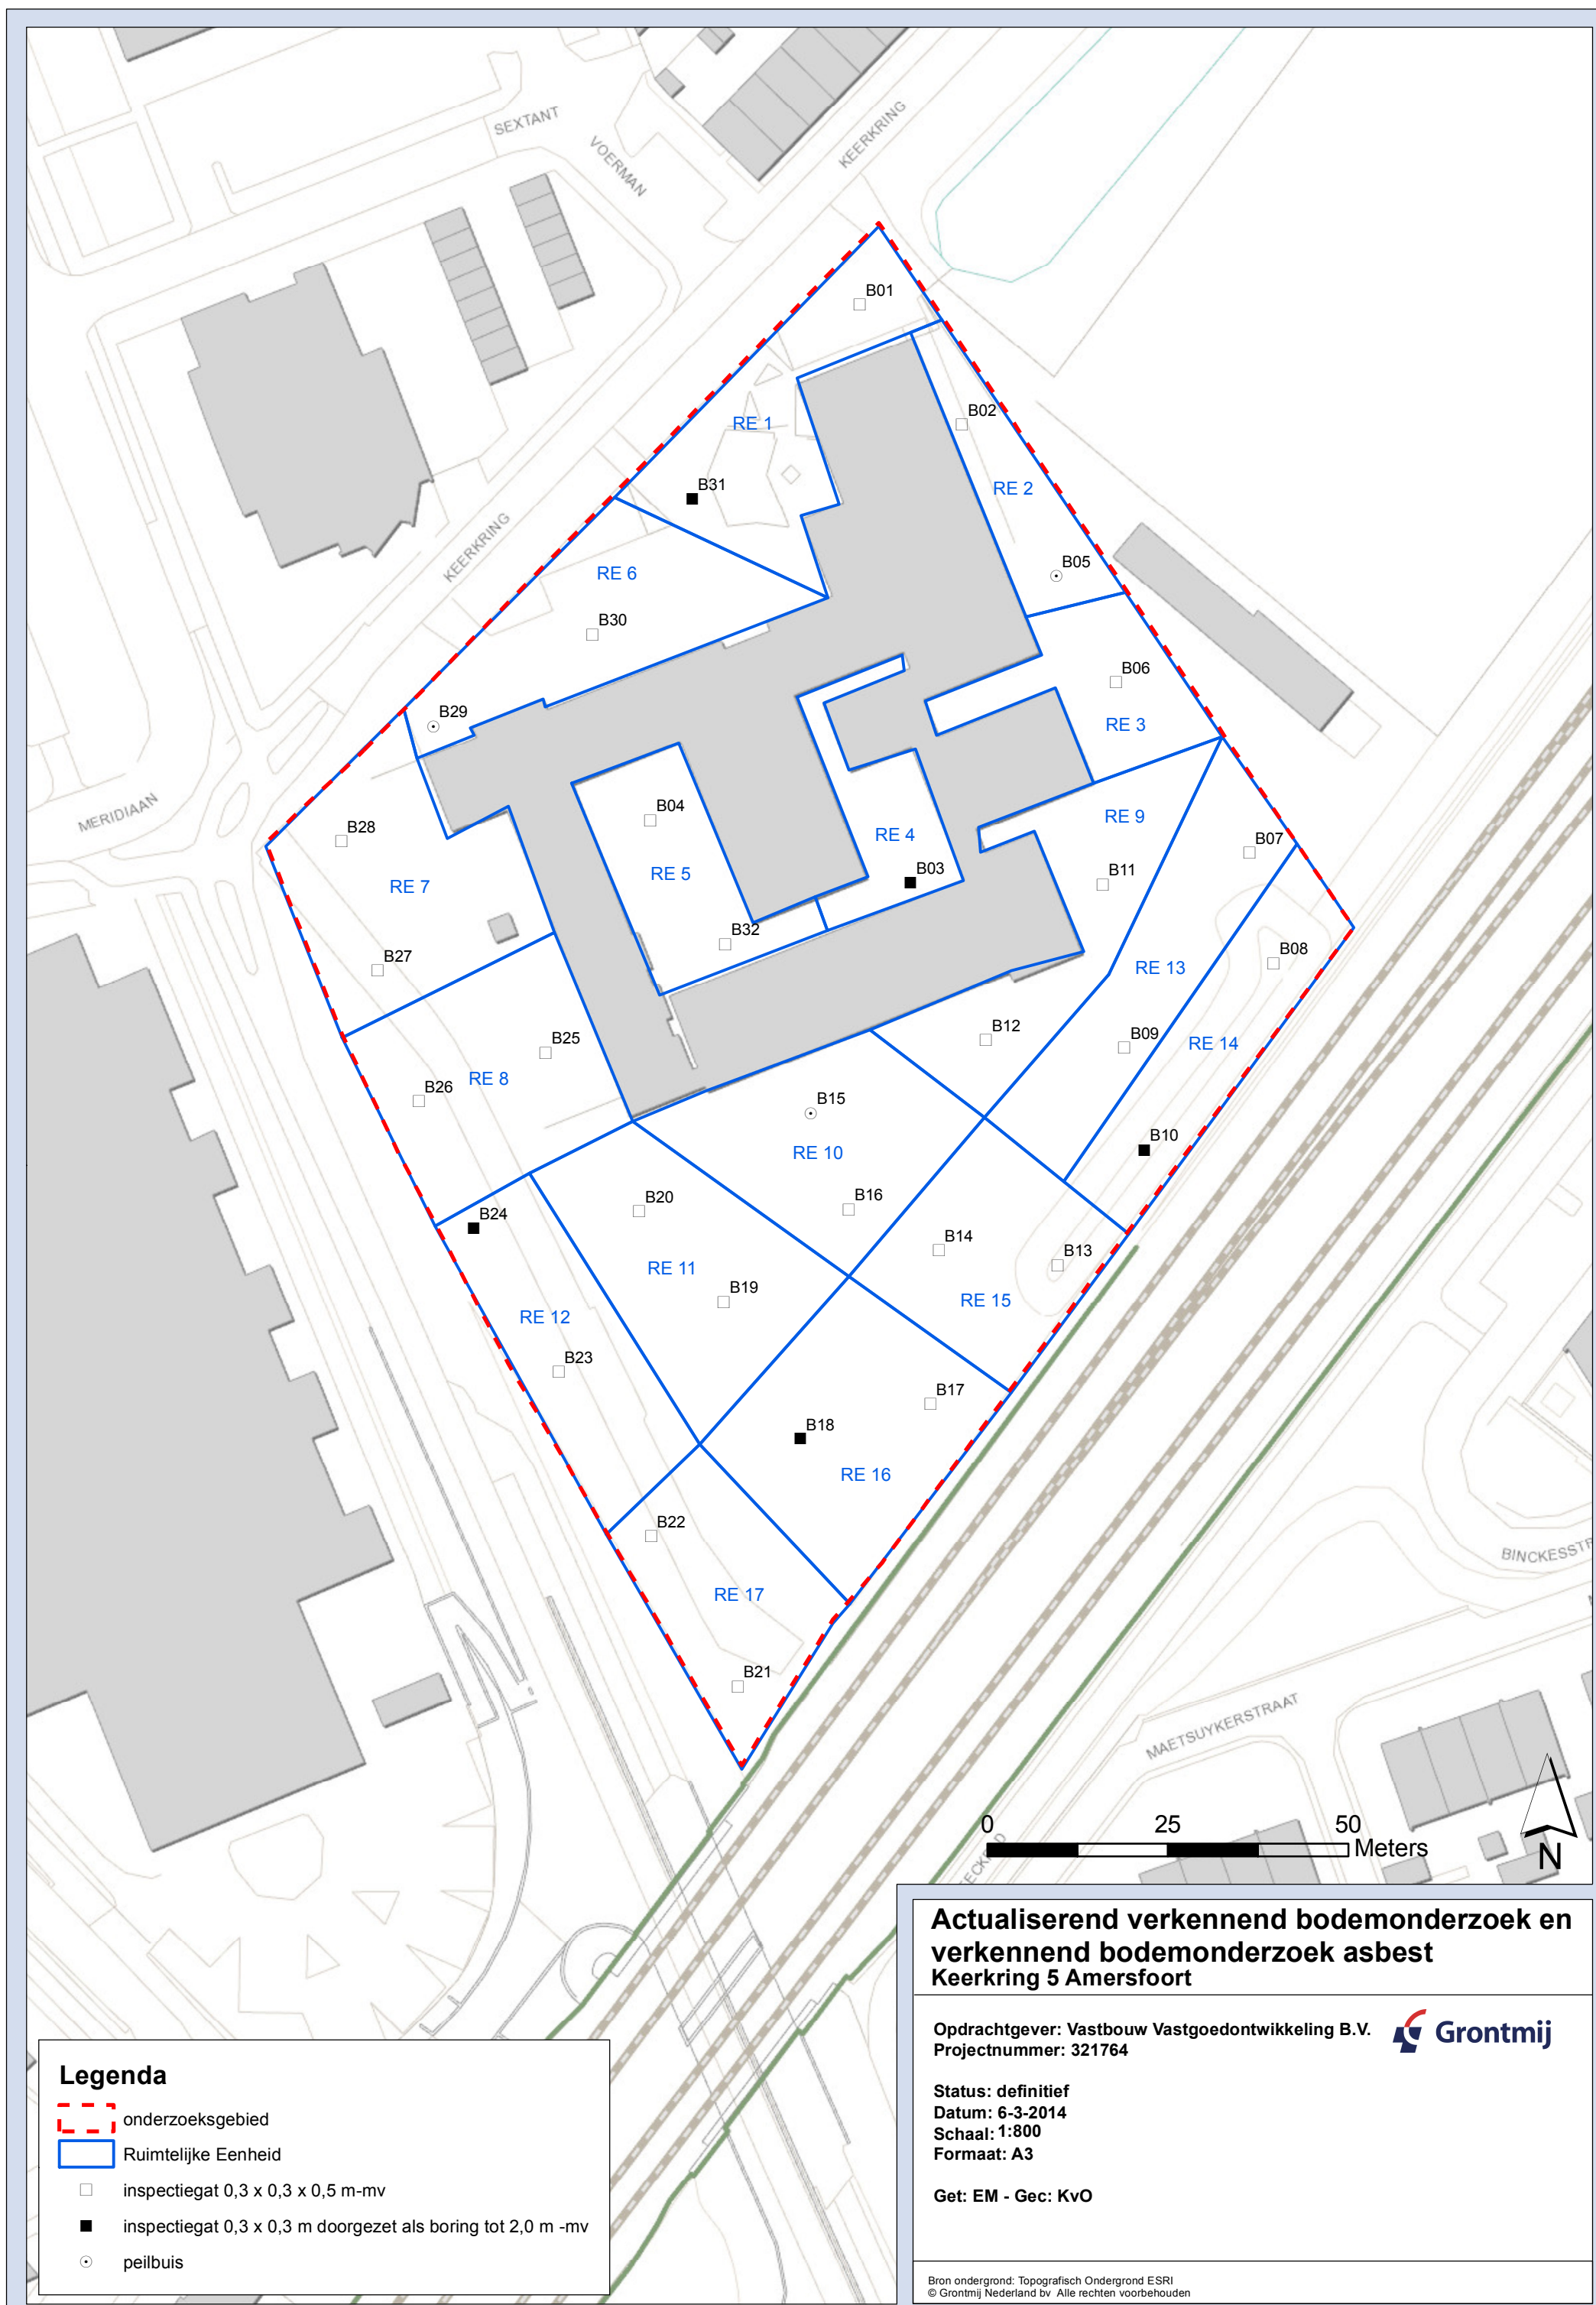 SEXTANT
VOERMAN
KEERKRING
B01
B02
RE 1
B31
RE 2
KEERKRING
B05
RE 6
B30
B06
B29
RE 3
MERIDIAAN
B04
B28
RE 4
RE 9
B07
RE 5
B03
B11
RE 7
B32
B08
B27
RE 13
B12
B09
RE 14
B25
RE 8
B26
B15
B10
RE 10
B20
B16
B24
B14
B13
RE 11
B19
RE 15
RE 12
B23
B17
B18
RE 16
B22
BINCKESSTR
RE 17
B21
MAETSUYKERSTRAAT
0 25 50
Meters
N
Actualiserend verkennend bodemonderzoek en
verkennend bodemonderzoek asbest
Keerkring 5 Amersfoort
Opdrachtgever: Vastbouw Vastgoedontwikkeling B.V.
Grontmij
Projectnummer: 321764
Status: definitief
Datum: 6-3-2014
Schaal: 1:800
Formaat: A3
Get: EM - Gec: KvO
Bron ondergrond: Topografisch Ondergrond ESRI
© Grontmij Nederland bv Alle rechten voorbehouden
Legenda
onderzoeksgebied
Ruimtelijke Eenheid
inspectiegat 0,3 x 0,3 x 0,5 m-mv
inspectiegat 0,3 x 0,3 m doorgezet als boring tot 2,0 m -mv
peilbuis